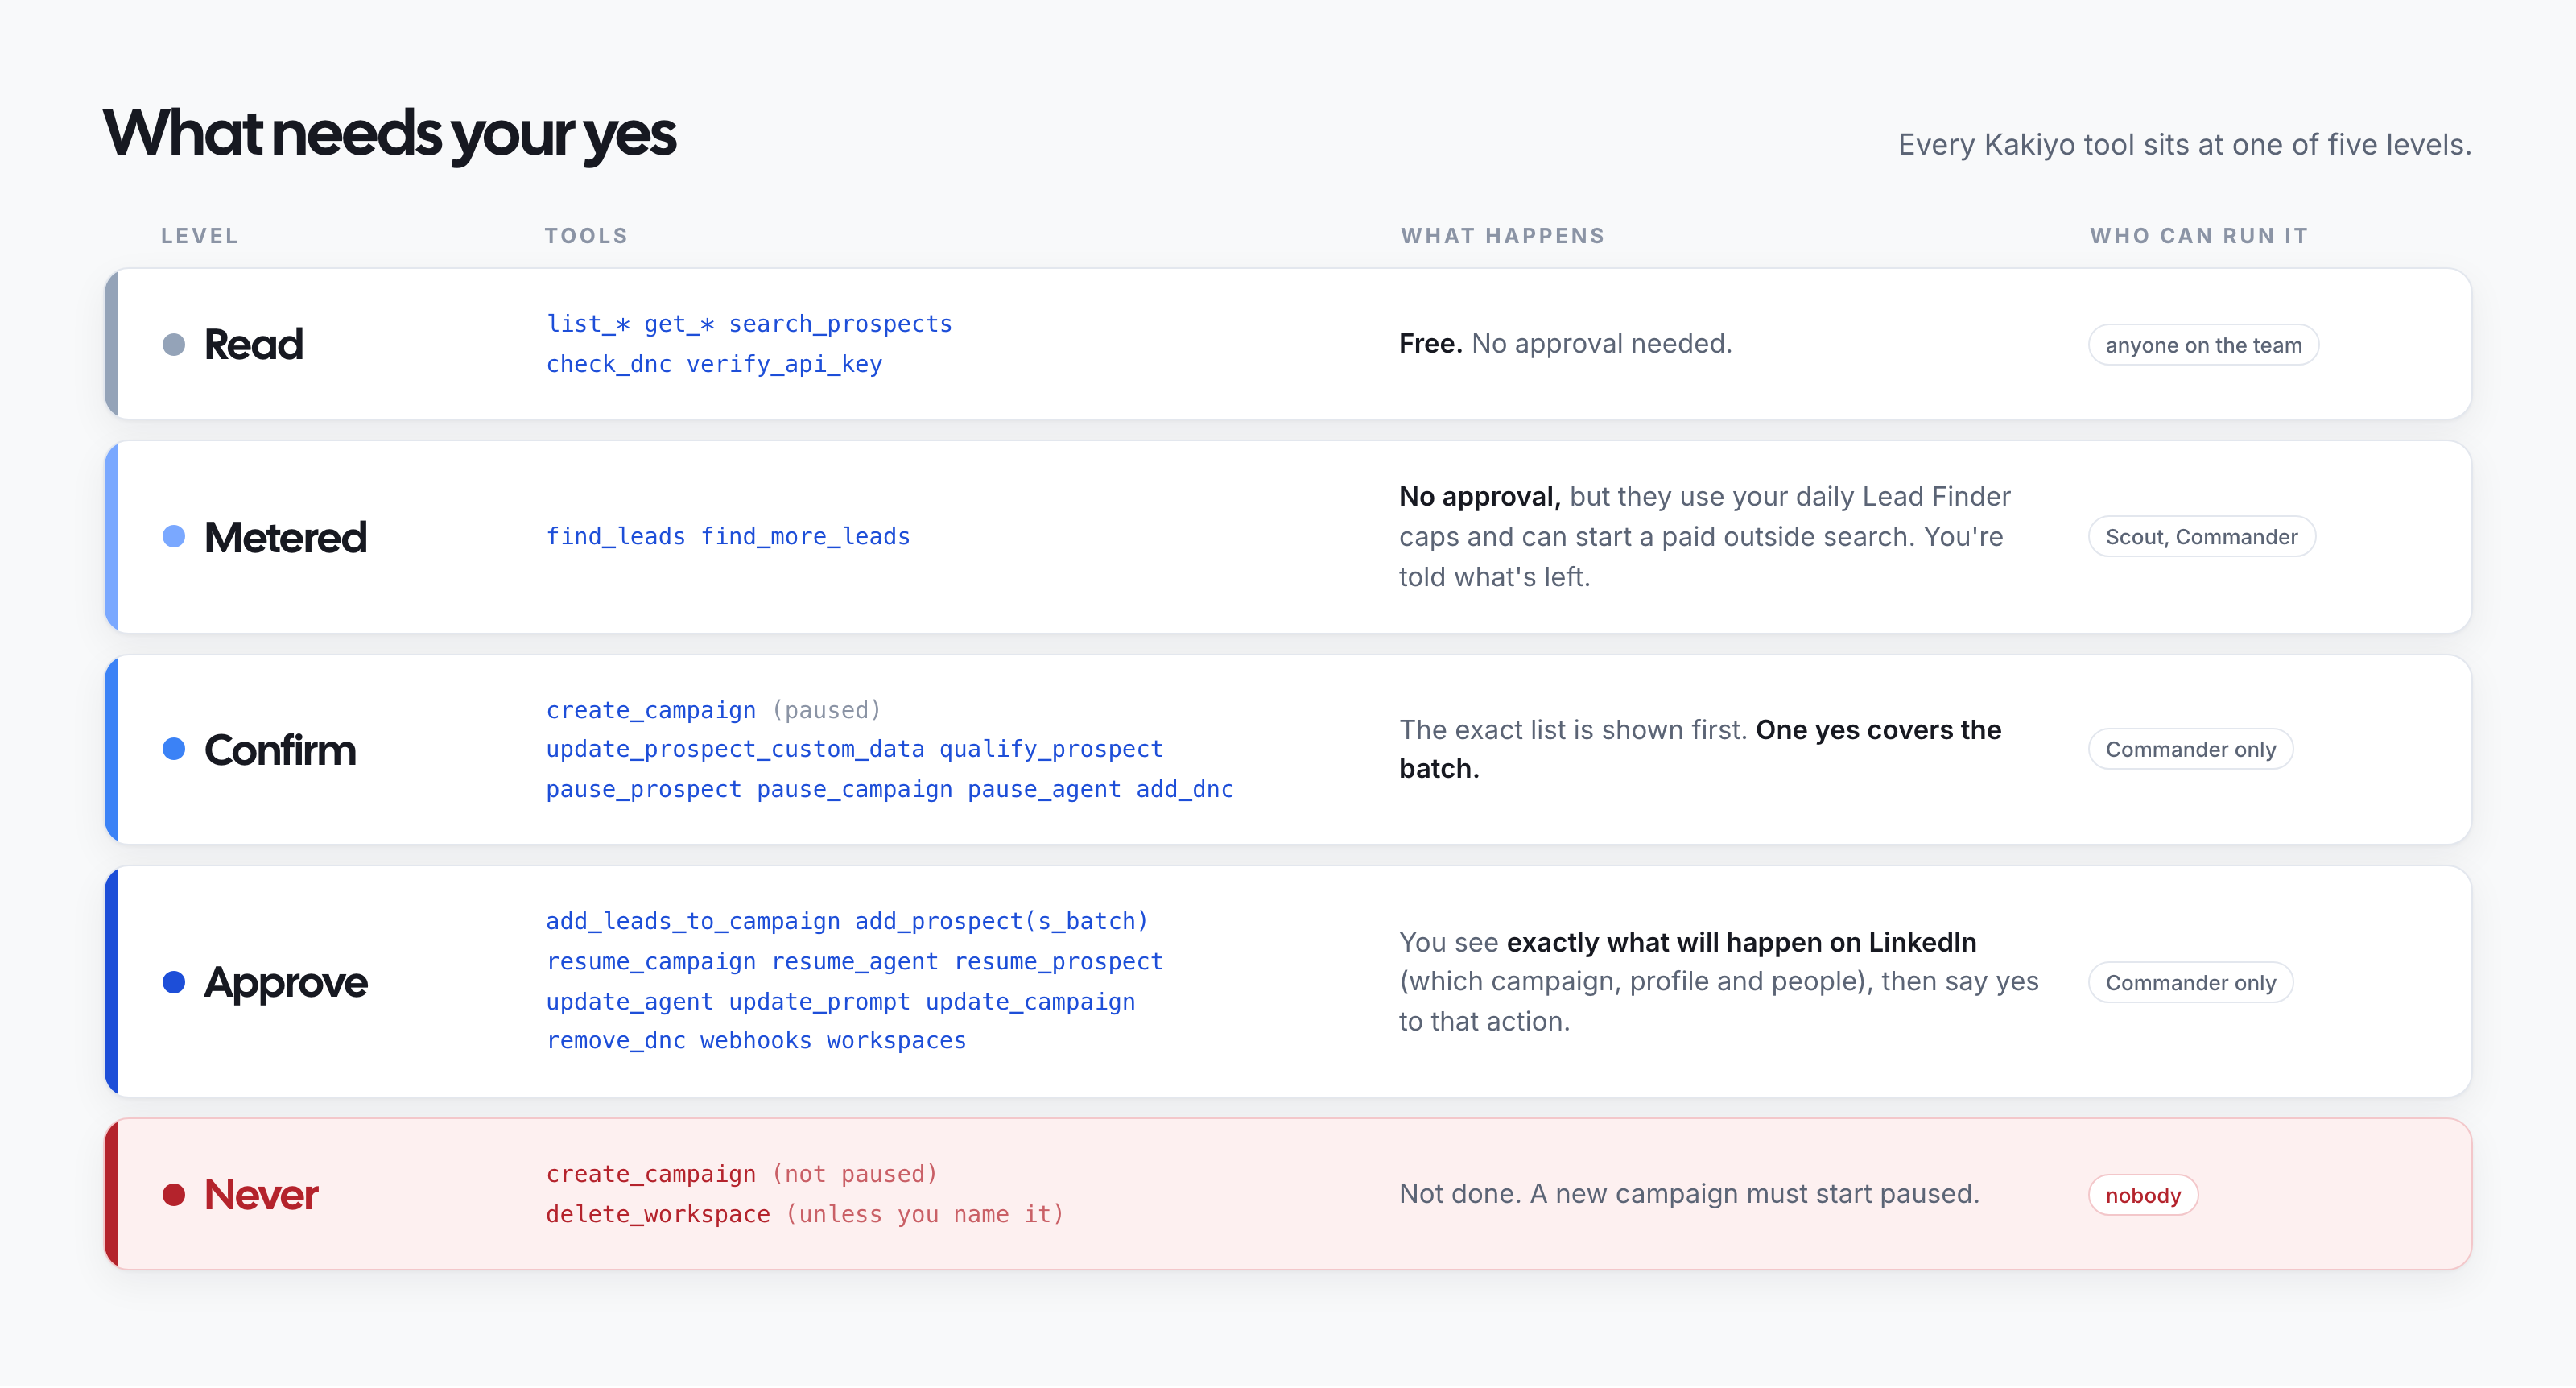 What needs your yes
Every Kakiyo tool sits at one of five levels.
LEVEL
TOOLS
WHAT HAPPENS
WHO CAN RUN IT
Read
list_* get_* search_prospects
check_dnc verify_api_key
Free. No approval needed.
anyone on the team
Metered
find_leads find_more_leads
No approval, but they use your daily Lead Finder
caps and can start a paid outside search. You're
told what's left.
Scout, Commander
Confirm
create_campaign (paused)
update_prospect_custom_data qualify_prospect
pause_prospect pause_campaign pause_agent add_dnc
The exact list is shown first. One yes covers the
batch.
Commander only
Approve
add_leads_to_campaign add_prospect(s_batch)
resume_campaign resume_agent resume_prospect
update_agent update_prompt update_campaign
remove_dnc webhooks workspaces
You see exactly what will happen on LinkedIn
(which campaign, profile and people), then say yes
to that action.
Commander only
Never
create_campaign (not paused)
delete_workspace (unless you name it)
Not done. A new campaign must start paused.
nobody